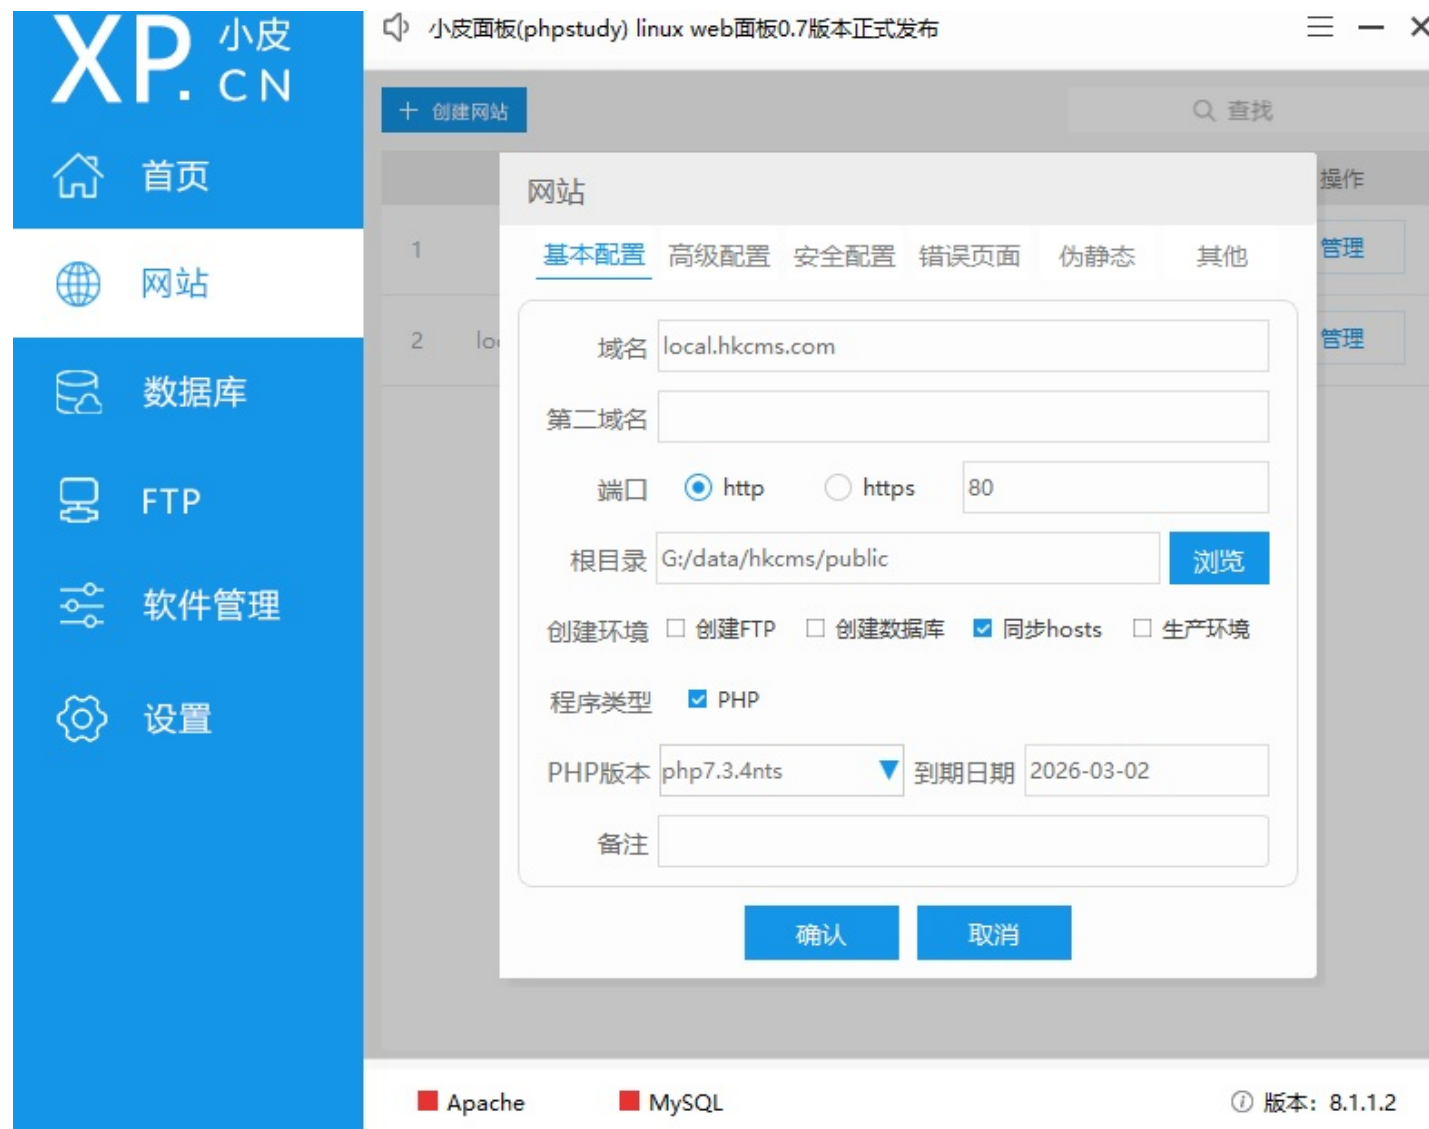 XP.CN 小皮
小皮面板(phpstudy) linux web面板0.7版本正式发布
首页
网站
数据库
FTP
软件管理
设置
创建网站
查找
操作
1
管理
2 loc
管理
网站
基本配置 高级配置 安全配置 错误页面 伪静态 其他
域名 local.hkcms.com
第二域名
端口 http https 80
根目录 G:/data/hkcms/public 浏览
创建环境 创建FTP 创建数据库 同步hosts 生产环境
程序类型 PHP
PHP版本 php7.3.4nts 到期日期 2026-03-02
备注
确认 取消
Apache MySQL 版本: 8.1.1.2